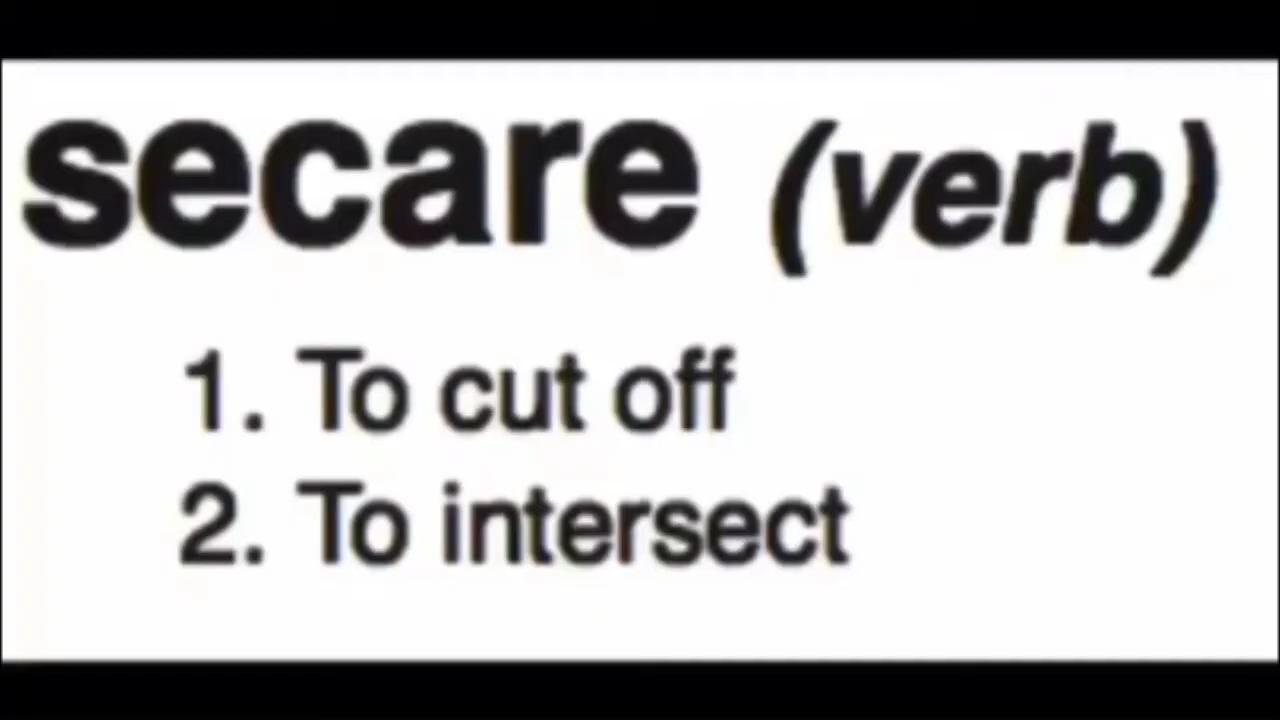 secare (verb)
1. To cut off
2. To intersect